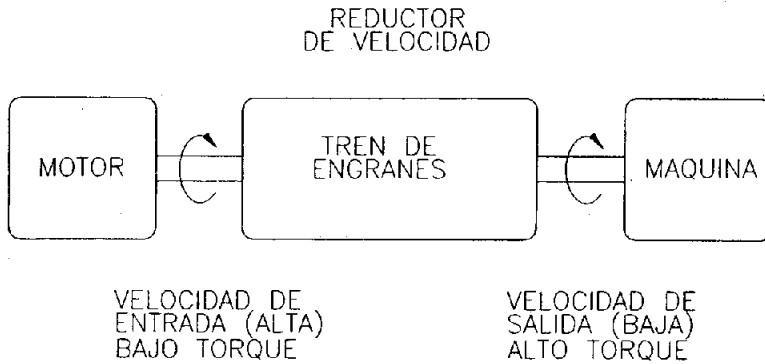 REDUCTOR
DE VELOCIDAD
MOTOR
TREN DE
ENGRANES
MAQUINA
VELOCIDAD DE
ENTRADA (ALTA)
BAJO TORQUE
VELOCIDAD DE
SALIDA (BAJA)
ALTO TORQUE